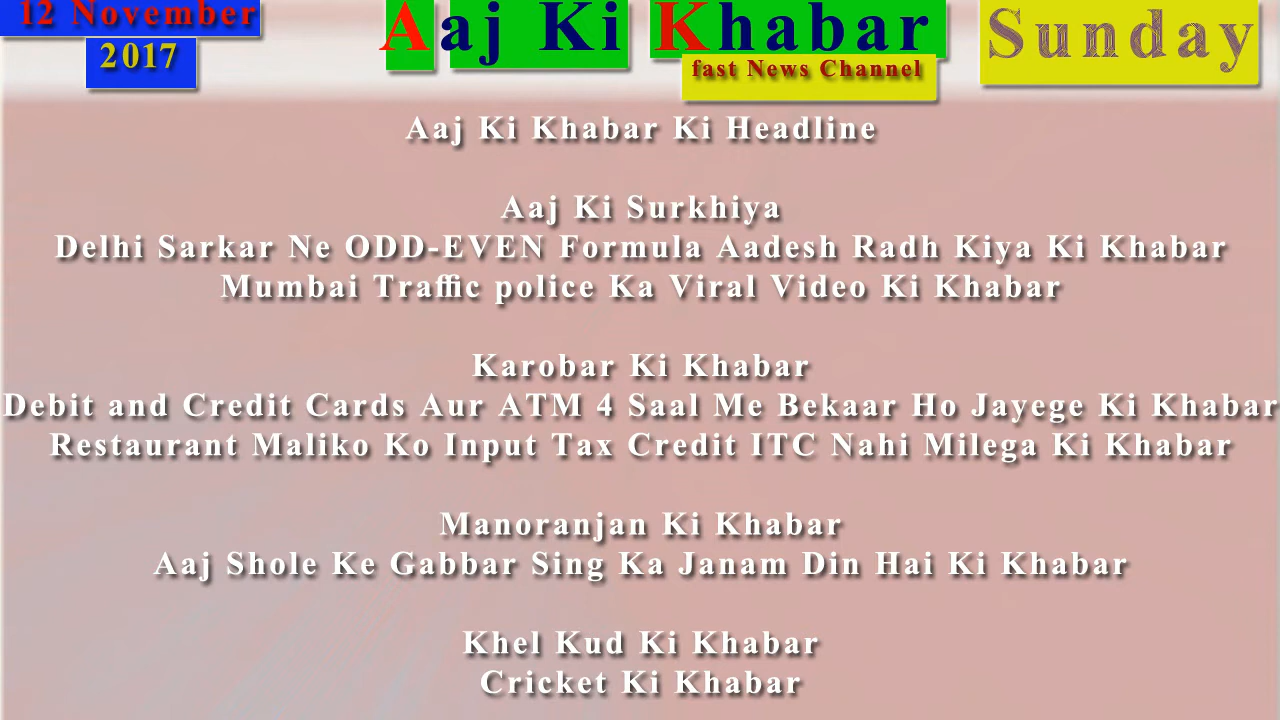 12 November
2017
Aaj Ki Khabar
fast News Channel
Sunday
Aaj Ki Khabar Ki Headline
Aaj Ki Surkhiya
Delhi Sarkar Ne ODD-EVEN Formula Aadesh Radh Kiya Ki Khabar
Mumbai Traffic police Ka Viral Video Ki Khabar
Karobar Ki Khabar
Debit and Credit Cards Aur ATM 4 Saal Me Bekaar Ho Jayege Ki Khabar
Restaurant Maliko Ko Input Tax Credit ITC Nahi Milega Ki Khabar
Manoranjan Ki Khabar
Aaj Shole Ke Gabbar Sing Ka Janam Din Hai Ki Khabar
Khel Kud Ki Khabar
Cricket Ki Khabar